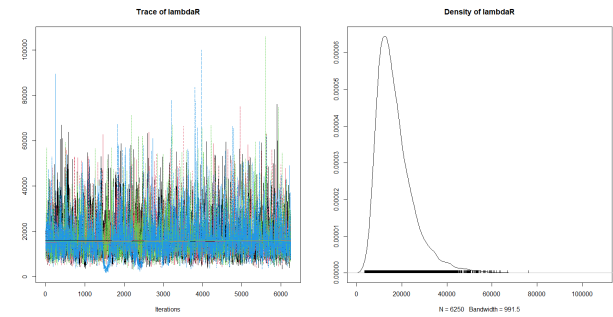 Trace of lambdaR
100000
80000
60000
40000
20000
0
0 1000 2000 3000 4000 5000 6000
Iterations
Density of lambdaR
0.00006
0.00005
0.00004
0.00003
0.00002
0.00001
0.00000
0 20000 40000 60000 80000 100000
N = 6250 Bandwidth = 991.5